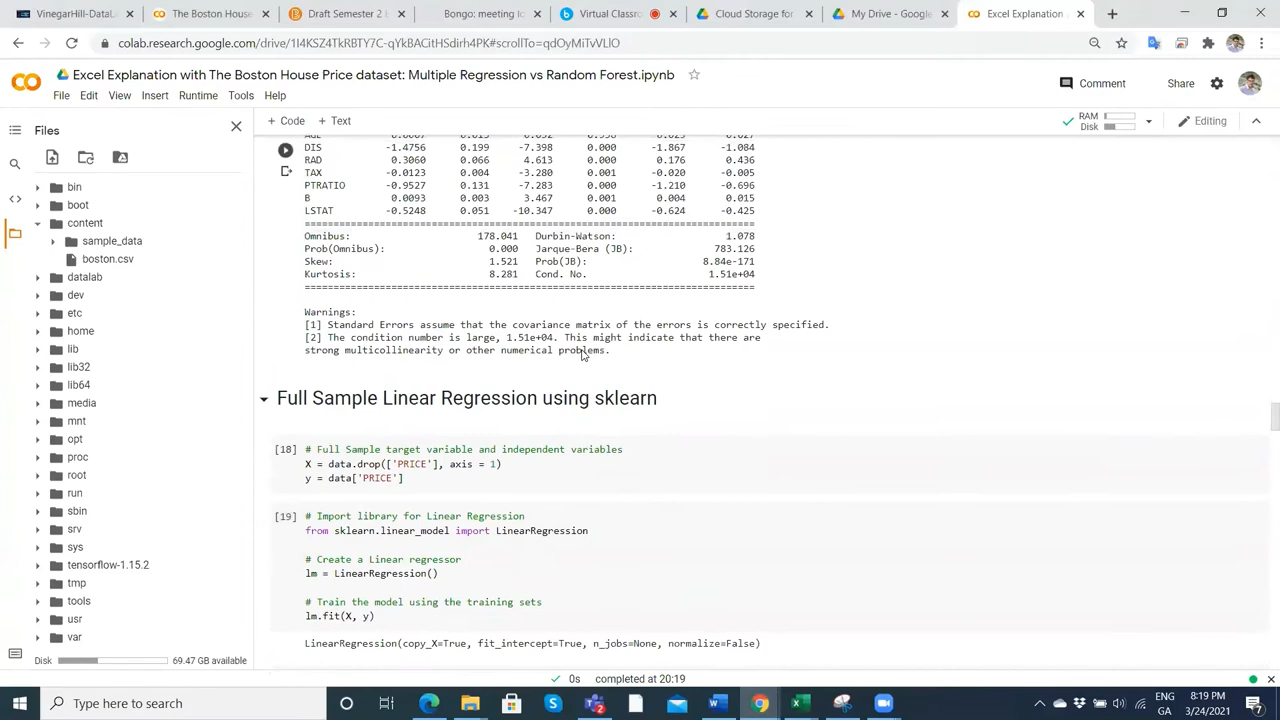 VinegarHill-DataLa
The Boston House
Draft Semester 2 b
Bongo: meeting Ic
Virtual Classro
Cloud Storage for
My Drive - Google
Excel Explanation
colab.research.google.com/drive/1I4KSZ4TkRBTY7C-qYkBACitHSdirh4PK#scrollTo=qdOyMiTvVLlO
Excel Explanation with The Boston House Price dataset: Multiple Regression vs Random Forest.ipynb
Comment
Share
File Edit View Insert Runtime Tools Help
Files
+ Code + Text
RAM
Disk
Editing
bin
boot
content
sample_data
boston.csv
datalab
dev
etc
home
lib
lib32
lib64
media
mnt
opt
proc
root
run
sbin
srv
sys
tensorflow-1.15.2
tmp
tools
usr
var
Disk
69.47 GB available
DIS -1.4756 0.199 -7.398 0.000 -1.867 -1.084
RAD 0.3060 0.066 4.613 0.000 0.176 0.436
TAX -0.0123 0.004 -3.280 0.001 -0.020 -0.005
PTRATIO -0.9527 0.131 -7.283 0.000 -1.210 -0.696
B 0.0093 0.003 3.467 0.001 0.004 0.015
LSTAT -0.5248 0.051 -10.347 0.000 -0.624 -0.425
==============================================================================
Omnibus: 178.041 Durbin-Watson: 1.078
Prob(Omnibus): 0.000 Jarque-Bera (JB): 783.126
Skew: 1.521 Prob(JB): 8.84e-171
Kurtosis: 8.281 Cond. No. 1.51e+04
==============================================================================
Warnings:
[1] Standard Errors assume that the covariance matrix of the errors is correctly specified.
[2] The condition number is large, 1.51e+04. This might indicate that there are
strong multicollinearity or other numerical problems.
Full Sample Linear Regression using sklearn
[18] # Full Sample target variable and independent variables
X = data.drop(['PRICE'], axis = 1)
y = data['PRICE']
[19] # Import library for Linear Regression
from sklearn.linear_model import LinearRegression
# Create a Linear regressor
lm = LinearRegression()
# Train the model using the training sets
lm.fit(X, y)
LinearRegression(copy_X=True, fit_intercept=True, n_jobs=None, normalize=False)
0s completed at 20:19
Type here to search
ENG
GA
8:19 PM
3/24/2021